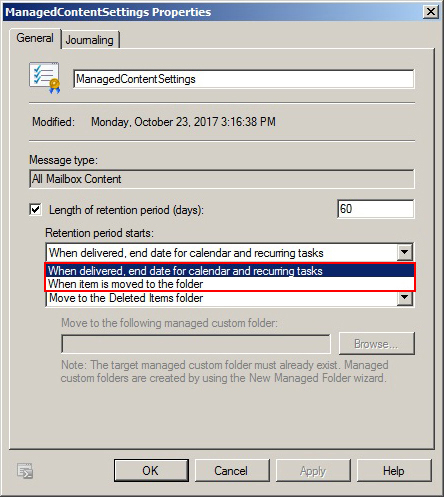 ManagedContentSettings Properties
General
Journaling
ManagedContentSettings
Modified: Monday, October 23, 2017 3:16:38 PM
Message type:
All Mailbox Content
Length of retention period (days): 60
Retention period starts:
When delivered, end date for calendar and recurring tasks
When delivered, end date for calendar and recurring tasks
When item is moved to the folder
Move to the Deleted Items folder
Move to the following managed custom folder:
Browse...
Note: The target managed custom folder must already exist. Managed
custom folders are created by using the New Managed Folder wizard.
OK
Cancel
Apply
Help